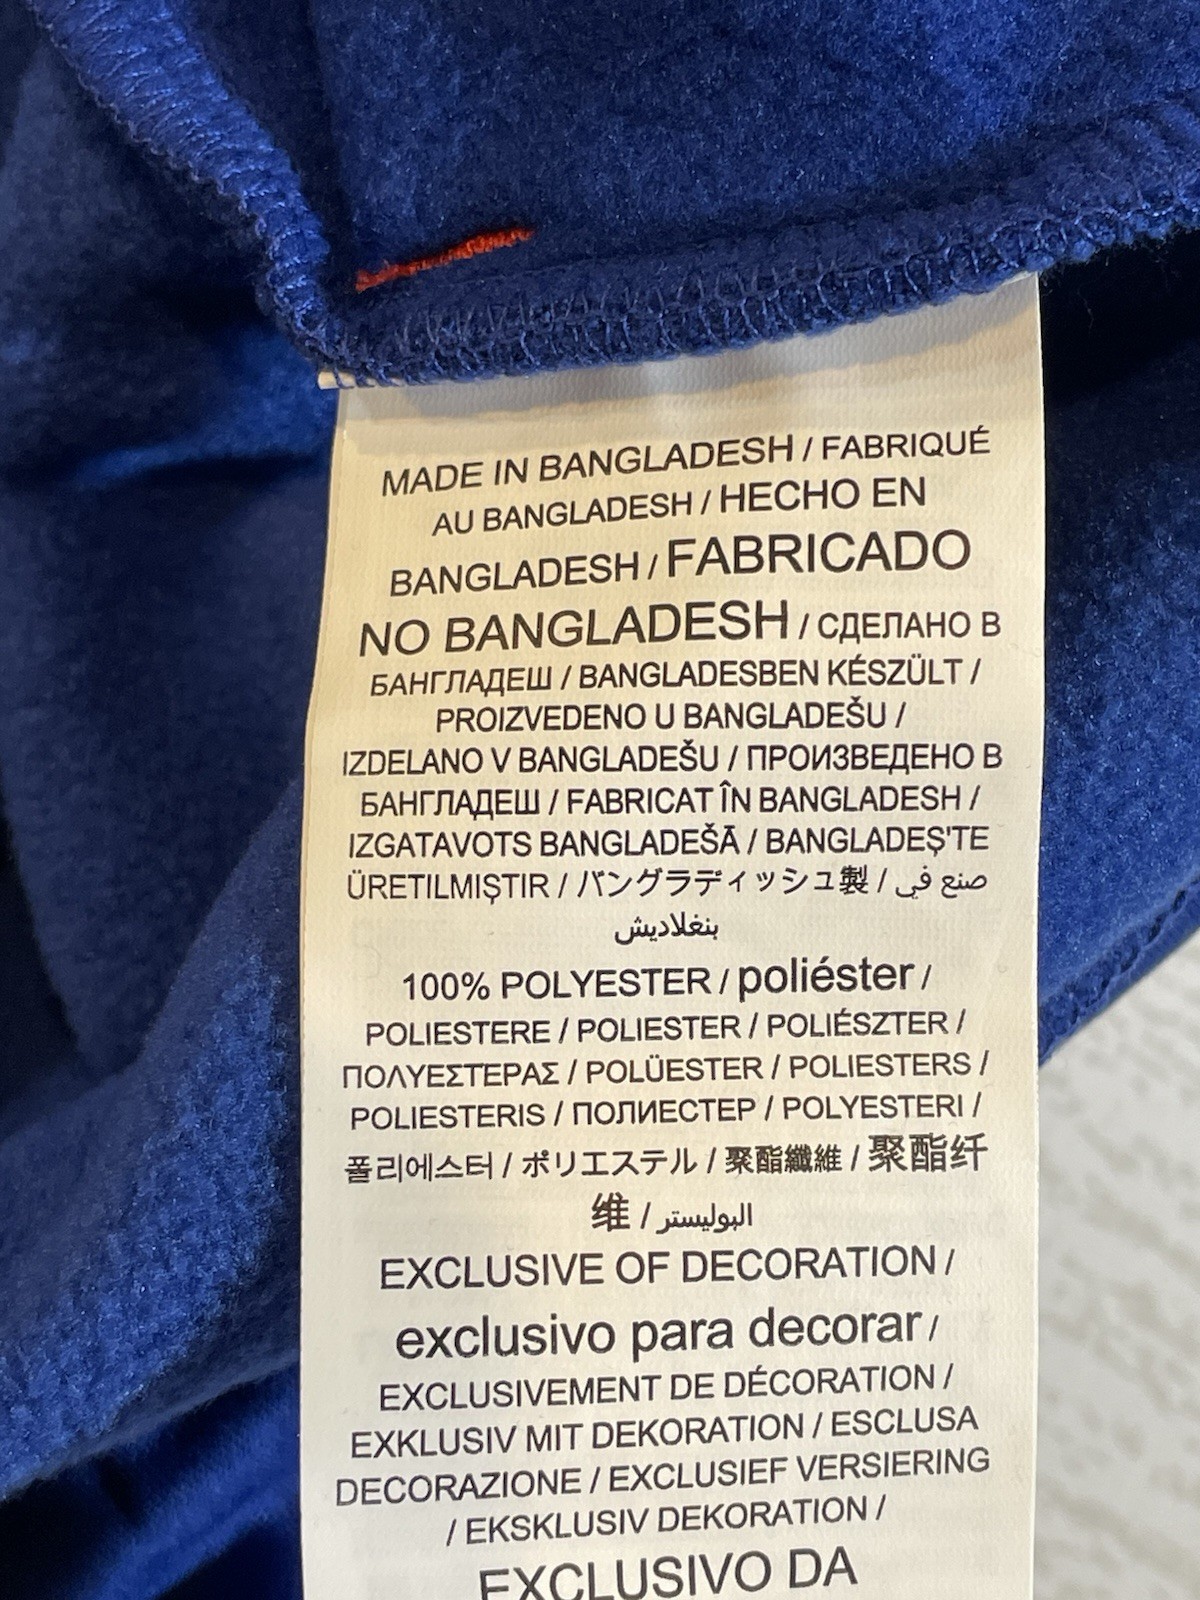 MADE IN BANGLADESH / FABRIQUÉ
AU BANGLADESH / HECHO EN
BANGLADESH / FABRICADO
NO BANGLADESH / СДЕЛАНО В
БАНГЛАДЕШ / BANGLADESBEN KÉSZÜLT /
PROIZVEDENO U BANGLADEŠU /
IZDELANO V BANGLADEŠU / ПРОИЗВЕДЕНО В
БАНГЛАДЕШ / FABRICAT ÎN BANGLADESH /
IZGATAVOTS BANGLADEŠĀ / BANGLADEŞ'TE
ÜRETILMIŞTIR / バングラディッシュ製 / صنع في
بنغلاديش
100% POLYESTER / poliéster /
POLIESTERE / POLIESTER / POLIÉSZTER /
ΠΟΛΥΕΣΤΕΡΑΣ / POLÜESTER / POLIESTERS /
POLIESTERIS / ПОЛИЕСТЕР / POLYESTERI /
폴리에스터 / ポリエステル / 聚酯纖維 / 聚酯纤
维 / البوليستر
EXCLUSIVE OF DECORATION /
exclusivo para decorar /
EXCLUSIVEMENT DE DÉCORATION /
EXKLUSIV MIT DEKORATION / ESCLUSA
DECORAZIONE / EXCLUSIEF VERSIERING
/ EKSKLUSIV DEKORATION /
EXCLUSIVO DA